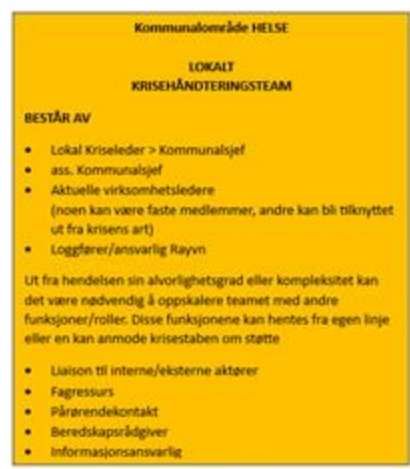 Kommunalområde HELSE
LOKALT
KRISEHÅNDTERINGSTEAM
BESTÅR AV
• Lokal Kriseleder > Kommunalsjef
• ass. Kommunalsjef
• Aktuelle virksomhetsledere
(noen kan være faste medlemmer, andre kan bli tilknyttet
ut fra krisens art)
• Loggfører/ansvarlig Rayvn
Ut fra hendelsen sin alvorlighetsgrad eller kompleksitet kan
det være nødvendig å oppskalere teamet med andre
funksjoner/roller. Disse funksjonene kan hentes fra egen linje
eller en kan anmode krisestaben om støtte
• Liaison til interne/eksterne aktører
• Fagressurs
• Pårørendekontakt
• Beredskapsrådgiver
• Informasjonsansvarlig